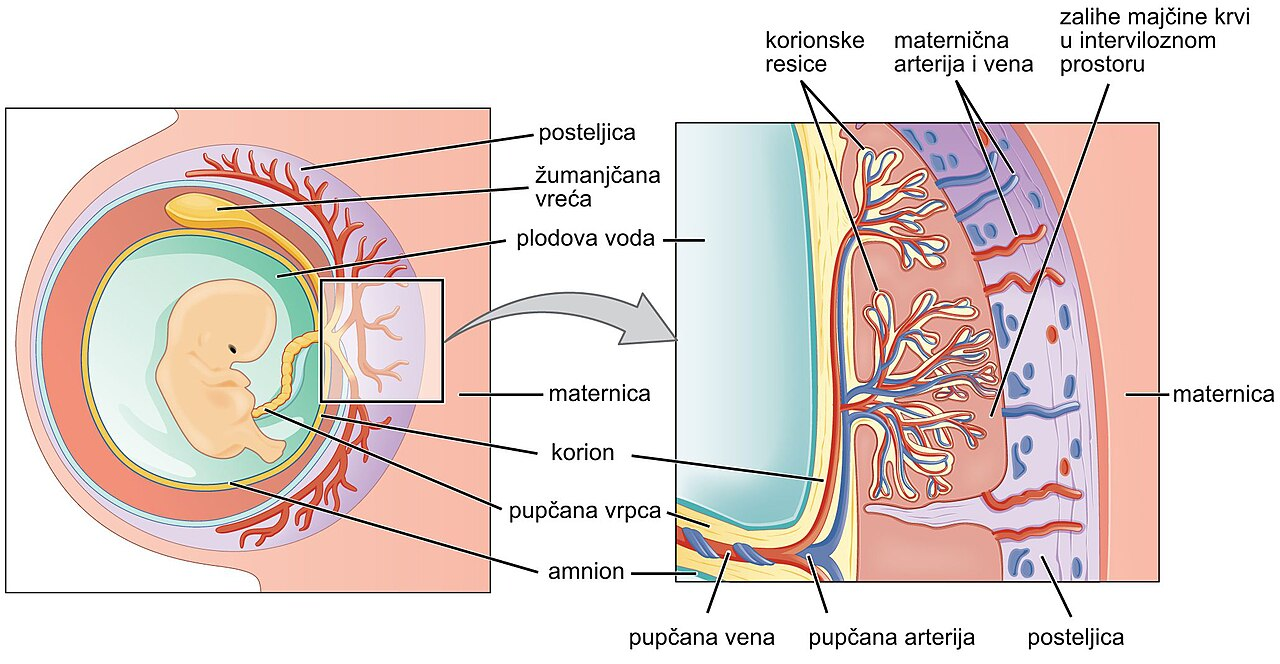 korionske
resice
maternična
arterija i vena
zalihe majčine krvi
u interviloznom
prostoru
posteljica
žumanjčana
vreća
plodova voda
maternica
korion
pupčana vrpca
amnion
maternica
pupčana vena
pupčana arterija
posteljica